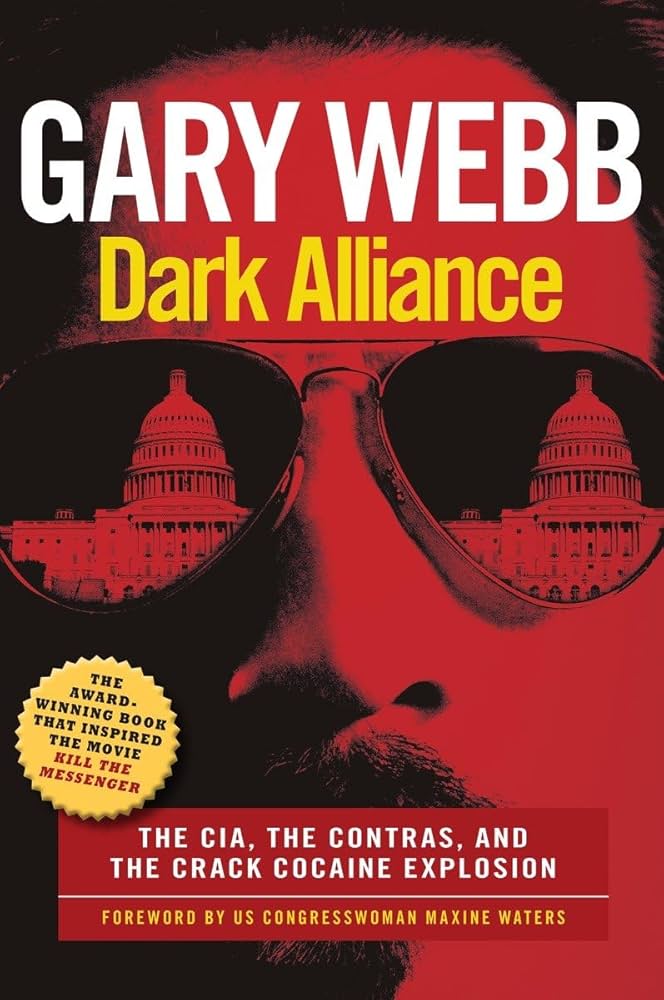 GARY WEBB
Dark Alliance
THE
AWARD-
WINNING BOOK
THAT INSPIRED
THE MOVIE
KILL THE
MESSENGER
THE CIA, THE CONTRAS, AND
THE CRACK COCAINE EXPLOSION
FOREWORD BY US CONGRESSWOMAN MAXINE WATERS